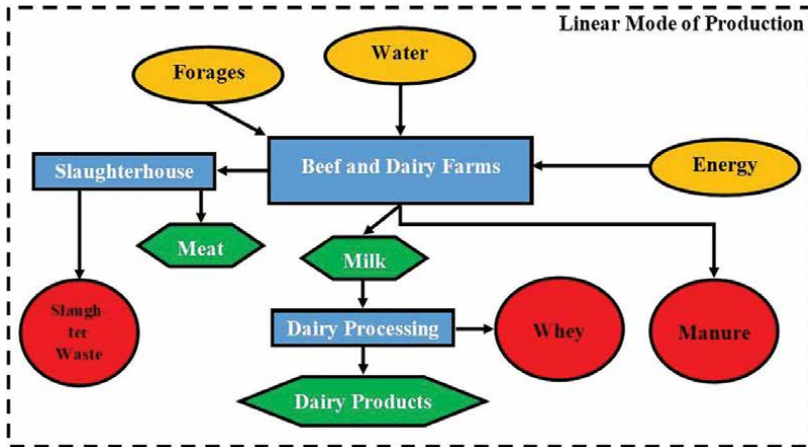 Linear Mode of Production
Water
Forages
Energy
Beef and Dairy Farms
Slaughterhouse
Meat
Milk
Slaugh-
ter
Waste
Dairy Processing
Whey
Manure
Dairy Products